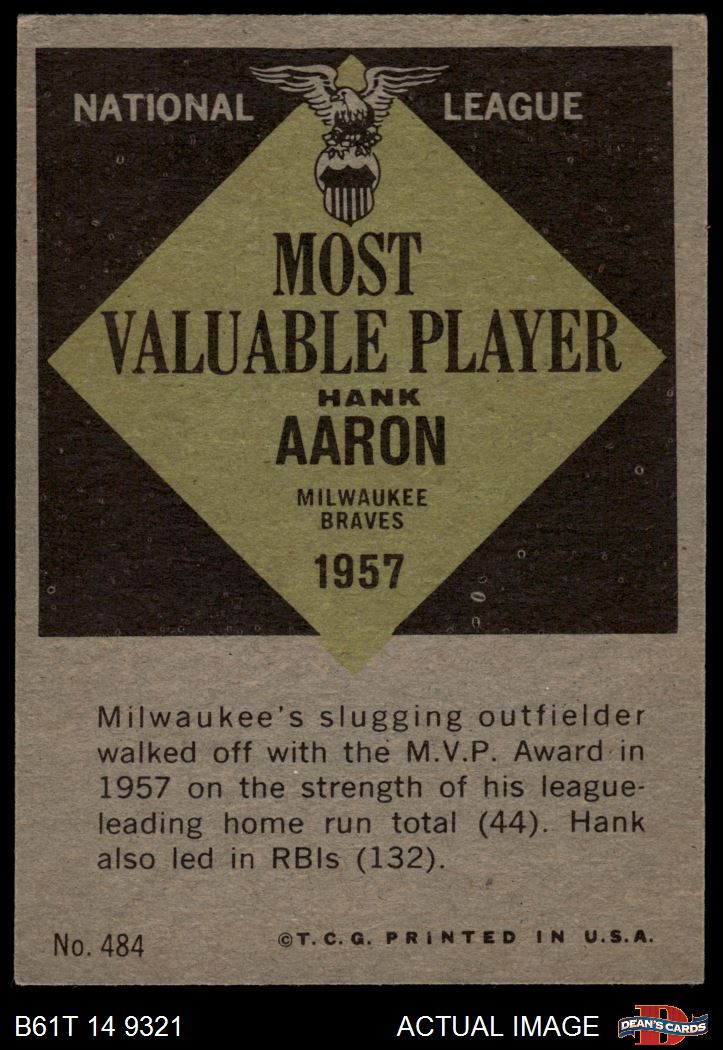 NATIONAL LEAGUE
MOST
VALUABLE PLAYER
HANK
AARON
MILWAUKEE
BRAVES
1957
Milwaukee's slugging outfielder
walked off with the M.V.P. Award in
1957 on the strength of his league-
leading home run total (44). Hank
also led in RBIs (132).
No. 484 ©T.C.G. PRINTED IN U.S.A.
B61T 14 9321 ACTUAL IMAGE D DEAN'S CARDS